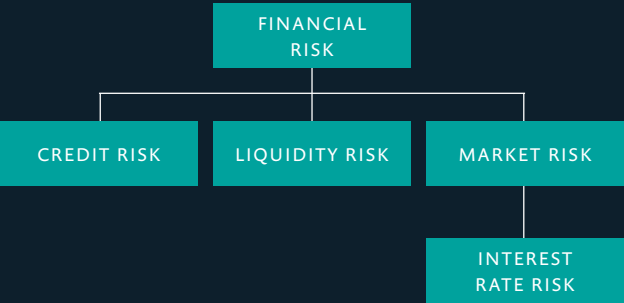 FINANCIAL
RISK
CREDIT RISK
LIQUIDITY RISK
MARKET RISK
INTEREST
RATE RISK